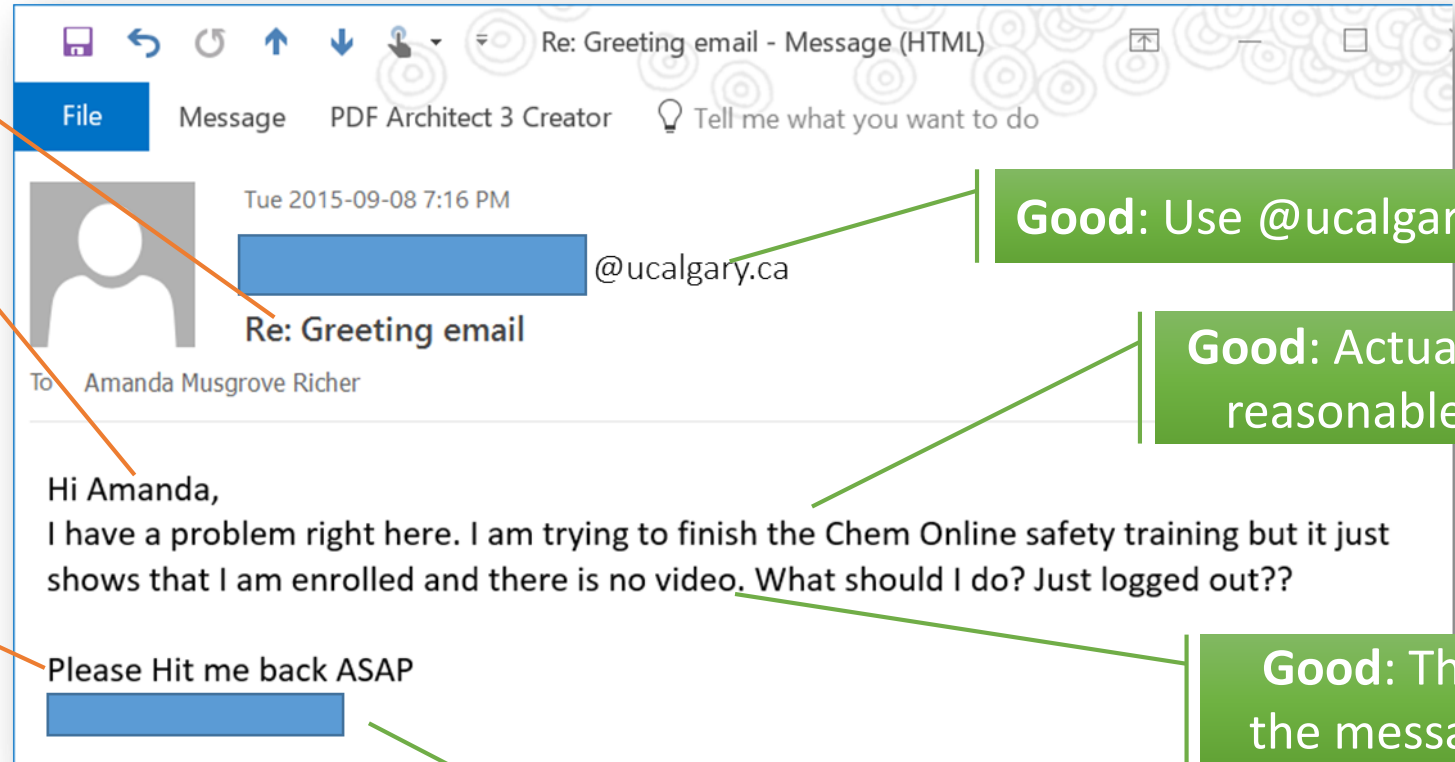 Re: Greeting email - Message (HTML)
File Message PDF Architect 3 Creator Tell me what you want to do
Tue 2015-09-08 7:16 PM
Good: Use @ucalgar
@ucalgary.ca
Re: Greeting email
Good: Actua
reasonable
To Amanda Musgrove Richer
Hi Amanda,
I have a problem right here. I am trying to finish the Chem Online safety training but it just
shows that I am enrolled and there is no video. What should I do? Just logged out??
Good: Th
the messa
Please Hit me back ASAP